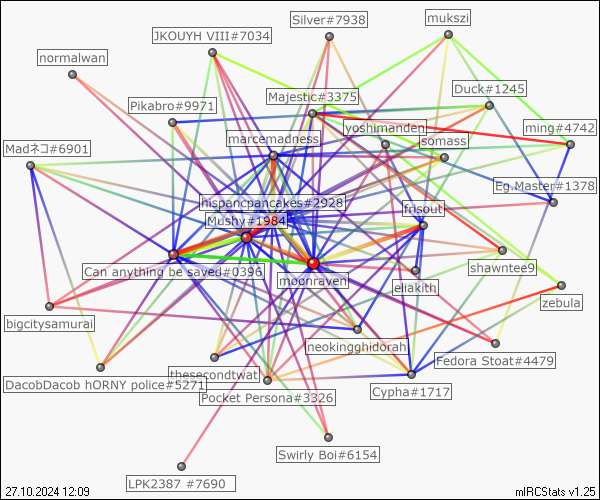 Silver#7938
mukszi
JKOUYH VIII#7034
normalwan
Duck#1245
Majestic#3375
Pikabro#9971
yoshimanden
ming#4742
marcemadness
somass
Madネコ#6901
Eg.Master#1378
hispancpancakes#2928
frisout
Mushy#1984
Can anything be saved#0396
shawntee9
moonraven
eliakith
zebula
bigcitysamurai
neokingghidorah
Fedora Stoat#4479
thesecondtwat
DacobDacob hORNY police#5271
Cypha#1717
Pocket Persona#3326
Swirly Boi#6154
LPK2387 #7690
27.10.2024 12:09
mIRCStats v1.25